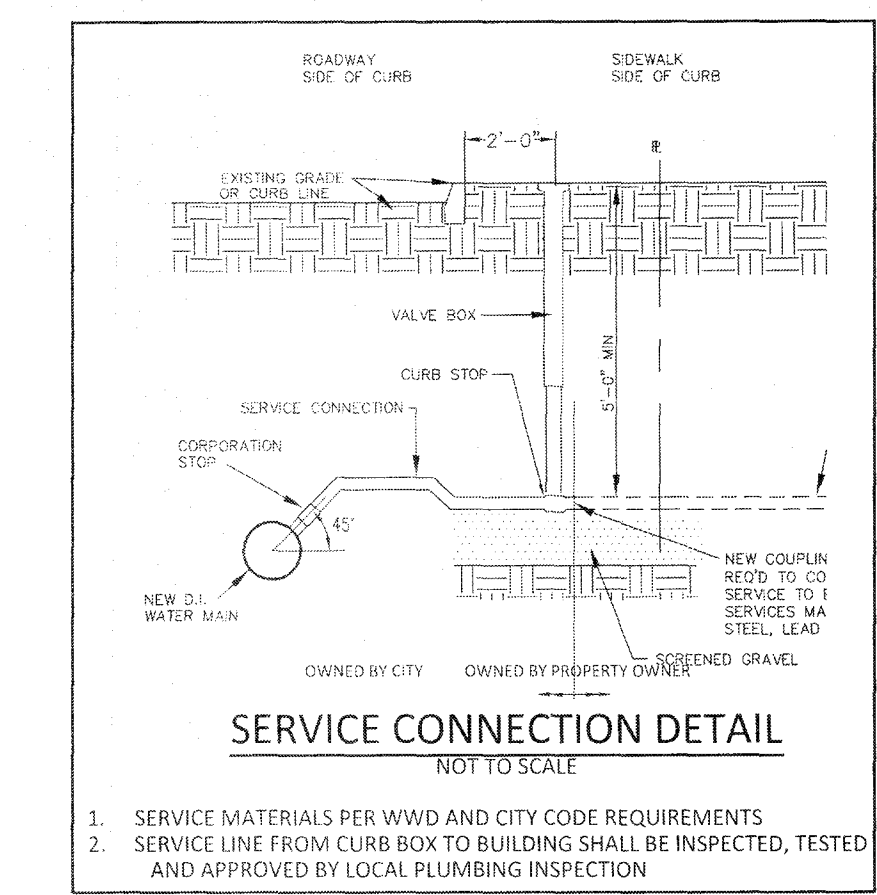 ROADWAY
SIDE OF CURB
SIDEWALK
SIDE OF CURB
2'-0"
EXISTING GRADE
OR CURB LINE
VALVE BOX
5'-0" MIN
CURB STOP
SERVICE CONNECTION
CORPORATION
STOP
45°
NEW D.I.
WATER MAIN
NEW COUPLIN
REQ'D TO CO
SERVICE TO
SERVICES MA
STEEL, LEAD
SCREENED GRAVEL
OWNED BY CITY
OWNED BY PROPERTY OWNER
SERVICE CONNECTION DETAIL
NOT TO SCALE
1. SERVICE MATERIALS PER WWD AND CITY CODE REQUIREMENTS
2. SERVICE LINE FROM CURB BOX TO BUILDING SHALL BE INSPECTED, TESTED
AND APPROVED BY LOCAL PLUMBING INSPECTION